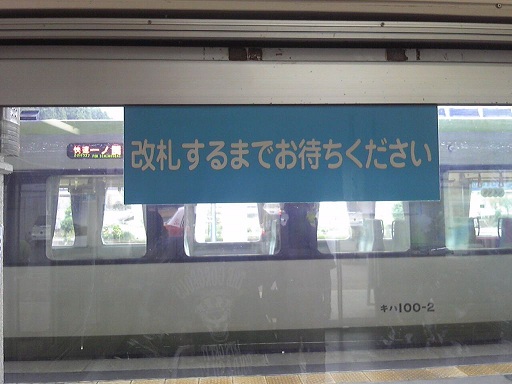 改札するまでお待ちください
快速 一ノ関
キハ100-2